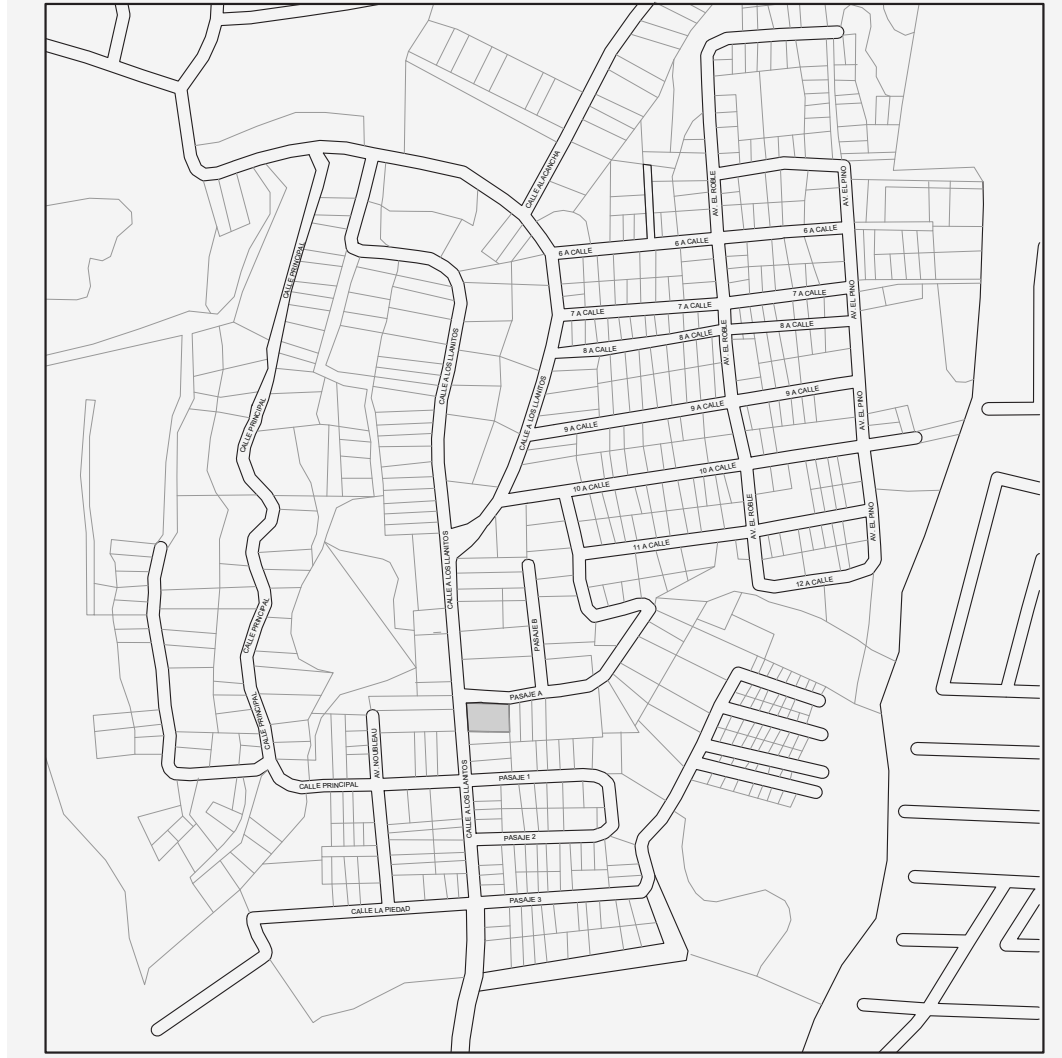 CALLE ALACANCHA
AV. EL ROBLE
AV. EL PINO
6 A CALLE
6 A CALLE
6 A CALLE
CALLE PRINCIPAL
7 A CALLE
7 A CALLE
7 A CALLE
AV. EL PINO
8 A CALLE
8 A CALLE
8 A CALLE
AV. EL ROBLE
CALLE A LOS LLANITOS
CALLE A LOS LLANITOS
9 A CALLE
9 A CALLE
9 A CALLE
AV. EL PINO
CALLE PRINCIPAL
10 A CALLE
10 A CALLE
AV. EL ROBLE
AV. EL PINO
11 A CALLE
12 A CALLE
CALLE A LOS LLANITOS
CALLE PRINCIPAL
PASAJE B
PASAJE A
CALLE PRINCIPAL
AV. NOUBLEAU
CALLE PRINCIPAL
CALLE A LOS LLANITOS
PASAJE 1
PASAJE 2
PASAJE 3
CALLE LA PIEDAD